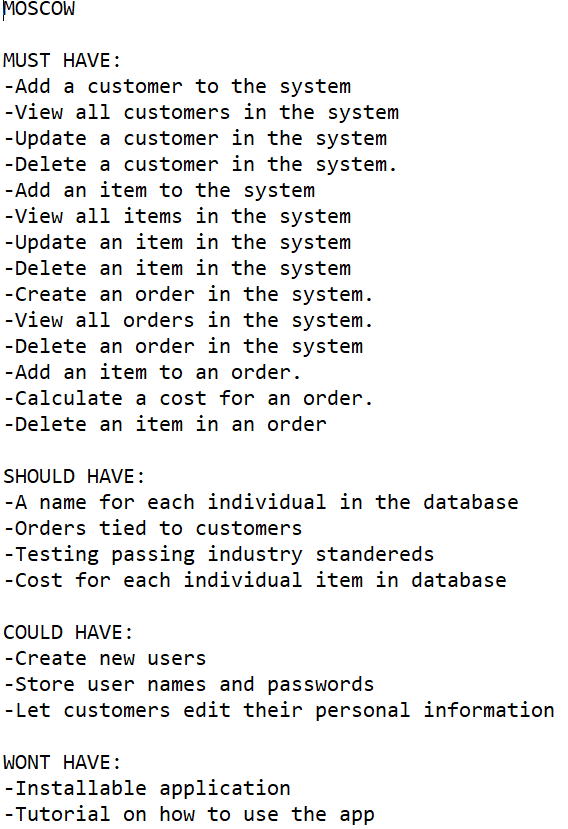 MOSCOW
MUST HAVE:
-Add a customer to the system
-View all customers in the system
-Update a customer in the system
-Delete a customer in the system.
-Add an item to the system
-View all items in the system
-Update an item in the system
-Delete an item in the system
-Create an order in the system.
-View all orders in the system.
-Delete an order in the system
-Add an item to an order.
-Calculate a cost for an order.
-Delete an item in an order
SHOULD HAVE:
-A name for each individual in the database
-Orders tied to customers
-Testing passing industry standereds
-Cost for each individual item in database
COULD HAVE:
-Create new users
-Store user names and passwords
-Let customers edit their personal information
WONT HAVE:
-Installable application
-Tutorial on how to use the app